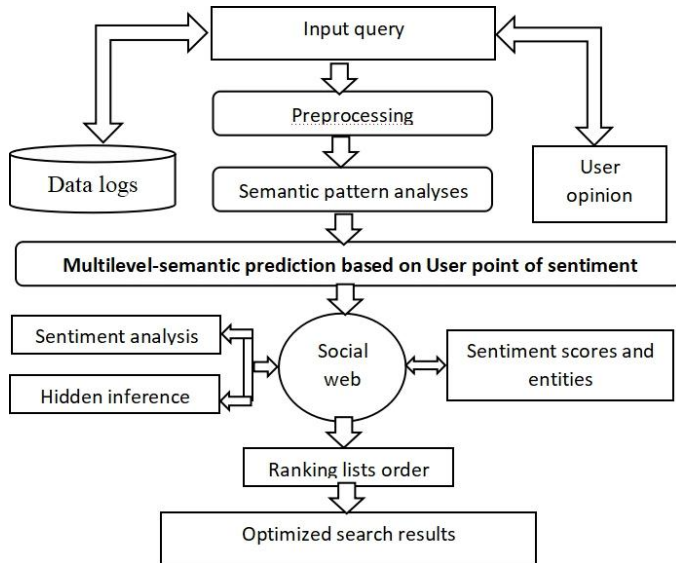 Input query
Preprocessing
Data logs
Semantic pattern analyses
User
opinion
Multilevel-semantic prediction based on User point of sentiment
Sentiment analysis
Hidden inference
Social
web
Sentiment scores and
entities
Ranking lists order
Optimized search results